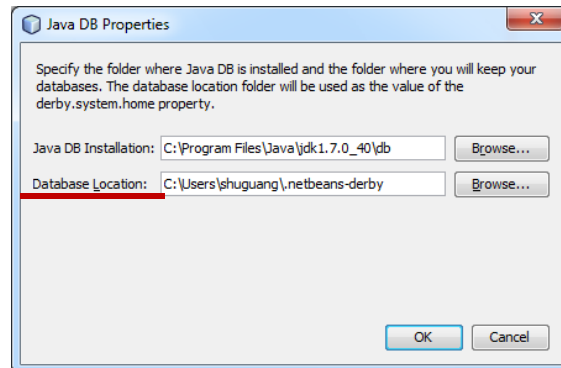 Java DB Properties
Specify the folder where Java DB is installed and the folder where you will keep your
databases. The database location folder will be used as the value of the
derby.system.home property.
Java DB Installation: C:\Program Files\Java\jdk1.7.0_40\db Browse...
Database Location: C:\Users\shuguang\.netbeans-derby Browse...
OK Cancel